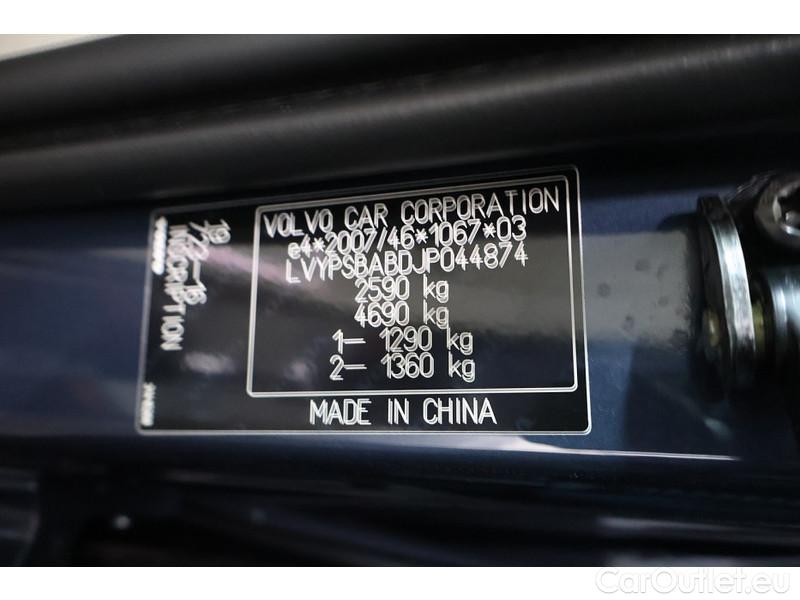 VOLVO CAR CORPORATION
e4*2007/46*1067*03
LVYPSBABDJP044874
2590 kg
4690 kg
1- 1290 kg
2- 1360 kg
MADE IN CHINA
INSCRIPTION
CarOutlet.eu